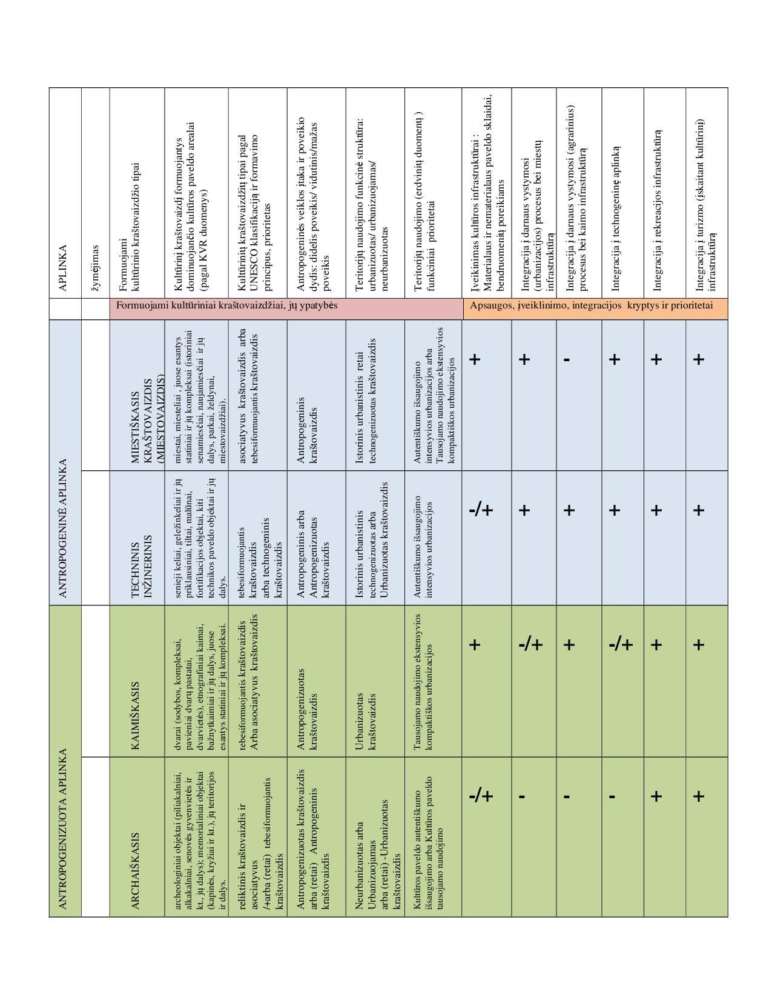 ANTROPOGENIZUOTA APLINKA
ANTROPOGENINĖ APLINKA
APLINKA
žymėjimas
ARCHAIŠKASIS
KAIMIŠKASIS
TECHNINIS
INŽINERINIS
MIESTIŠKASIS
KRAŠTOVAIZDIS
(MIESTOVAIZDIS)
Formuojami kultūriniai kraštovaizdžiai, jų ypatybės
Formuojami
kultūrinio kraštovaizdžio tipai
archeologiniai objektai (piliakalniai,
alkakalniai, senovės gyvenvietės ir
kt., jų dalys); memorialiniai objektai
(kapinės, kryžiai ir kt.), jų teritorijos
ir dalys.
dvarai (sodybos, kompleksai,
pavieniai dvarų pastatai,
dvarvietės), etnografiniai kaimai,
bažnytkaimiai ir jų dalys, juose
esantys statiniai ir jų kompleksai.
senieji keliai, geležinkeliai ir jų
priklausiniai, tiltai, malūnai,
fortifikacijos objektai, kiti
technikos paveldo objektai ir jų
dalys.
miestai, miesteliai , juose esantys
statiniai ir jų kompleksai (istoriniai
senamiesčiai, naujamiesčiai ir jų
dalys, parkai, želdynai,
miestovaizdžiai).
Kultūrinį kraštovaizdį formuojantys
dominuojančio kultūros paveldo arealai
(pagal KVR duomenys)
reliktinis kraštovaizdis ir
asociatyvus
/+arba (retai) tebesiformuojantis
kraštovaizdis
tebesiformuojantis kraštovaizdis
Arba asociatyvus kraštovaizdis
tebesiformuojantis
kraštovaizdis
arba technogeninis
kraštovaizdis
asociatyvus kraštovaizdis arba
tebesiformuojantis kraštovaizdis
Kultūrinių kraštovaizdžių tipai pagal
UNESCO klasifikaciją ir formavimo
principus, prioritetas
Antropogenizuotas kraštovaizdis
arba (retai) Antropogeninis
kraštovaizdis
Antropogenizuotas
kraštovaizdis
Antropogeninis arba
Antropogenizuotas
kraštovaizdis
Antropogeninis
kraštovaizdis
Antropogeninės veiklos įtaka ir poveikio
dydis: didelis poveikis/ vidutinis/mažas
poveikis
Neurbanizuotas arba
Urbanizuojamas
arba (retai) -Urbanizuotas
kraštovaizdis
Urbanizuotas
kraštovaizdis
Istorinis urbanistinis
technogenizuotas arba
Urbanizuotas kraštovaizdis
Istorinis urbanistinis retai
technogenizuotas kraštovaizdis
Teritorijų naudojimo funkcinė struktūra:
urbanizuotas/ urbanizuojamas/
neurbanizuotas
Kultūros paveldo autentiškumo
išsaugojimo arba Kultūros paveldo
tausojamo naudojimo
Tausojamo naudojimo ekstensyvios
kompaktiškos urbanizacijos
Autentiškumo išsaugojimo
intensyvios urbanizacijos
Autentiškumo išsaugojimo
intensyvios urbanizacijos arba
Tausojamo naudojimo ekstensyvios
kompaktiškos urbanizacijos
Teritorijų naudojimo (erdvinių duomenų )
funkciniai prioritetai
Apsaugos, įveiklinimo, integracijos kryptys ir prioritetai
-/+
+
-/+
+
Įveikinimas kultūros infrastruktūrai :
Materialaus ir nematerialaus paveldo sklaidai,
bendruomenių poreikiams
-
-/+
+
+
Integracija į darnaus vystymosi
(urbanizacijos) procesus bei miestų
infrastruktūrą
-
+
+
-
Integracija į darnaus vystymosi (agrarinius)
procesus bei kaimo infrastruktūrą
-
-/+
+
+
Integracija į technogeninę aplinką
+
+
+
+
Integracija į rekreacijos infrastruktūrą
+
+
+
+
Integracija į turizmo (įskaitant kultūrinį)
infrastruktūrą